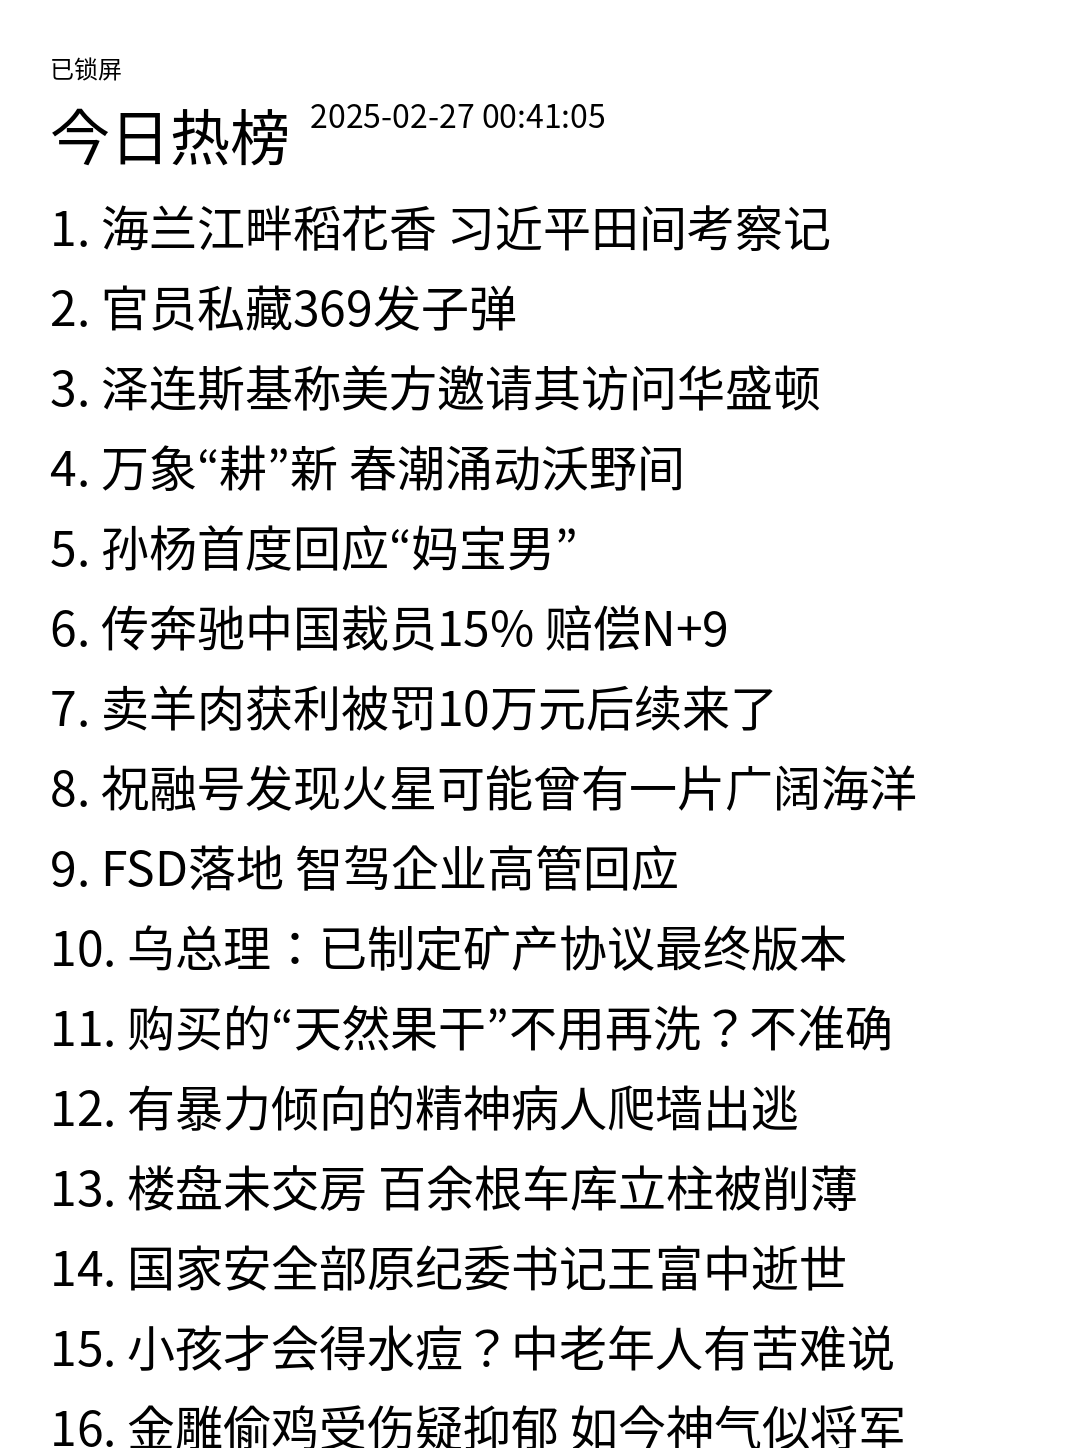 已锁屏
今日热榜 2025-02-27 00:41:05
1. 海兰江畔稻花香 习近平田间考察记
2. 官员私藏369发子弹
3. 泽连斯基称美方邀请其访问华盛顿
4. 万象“耕”新 春潮涌动沃野间
5. 孙杨首度回应“妈宝男”
6. 传奔驰中国裁员15% 赔偿N+9
7. 卖羊肉获利被罚10万元后续来了
8. 祝融号发现火星可能曾有一片广阔海洋
9. FSD落地 智驾企业高管回应
10. 乌总理：已制定矿产协议最终版本
11. 购买的“天然果干”不用再洗？不准确
12. 有暴力倾向的精神病人爬墙出逃
13. 楼盘未交房 百余根车库立柱被削薄
14. 国家安全部原纪委书记王富中逝世
15. 小孩才会得水痘？中老年人有苦难说
16. 金雕偷鸡受伤疑抑郁 如今神气似将军